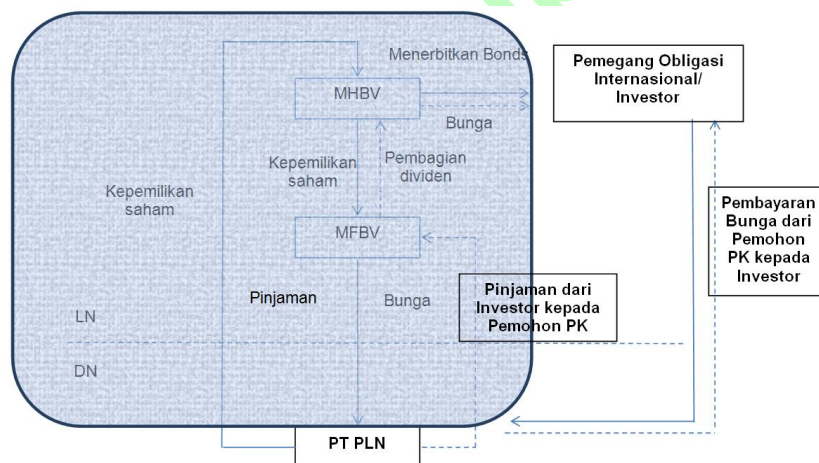 Menerbitkan Bonds
MHBV
Bunga
Pemegang Obligasi
Internasional/
Investor
Kepemilikan
saham
Pembagian
dividen
Kepemilikan
saham
MFBV
Pembayaran
Bunga dari
Pemohon
PK kepada
Investor
Pinjaman
Bunga
Pinjaman dari
Investor kepada
Pemohon PK
LN
DN
PT PLN